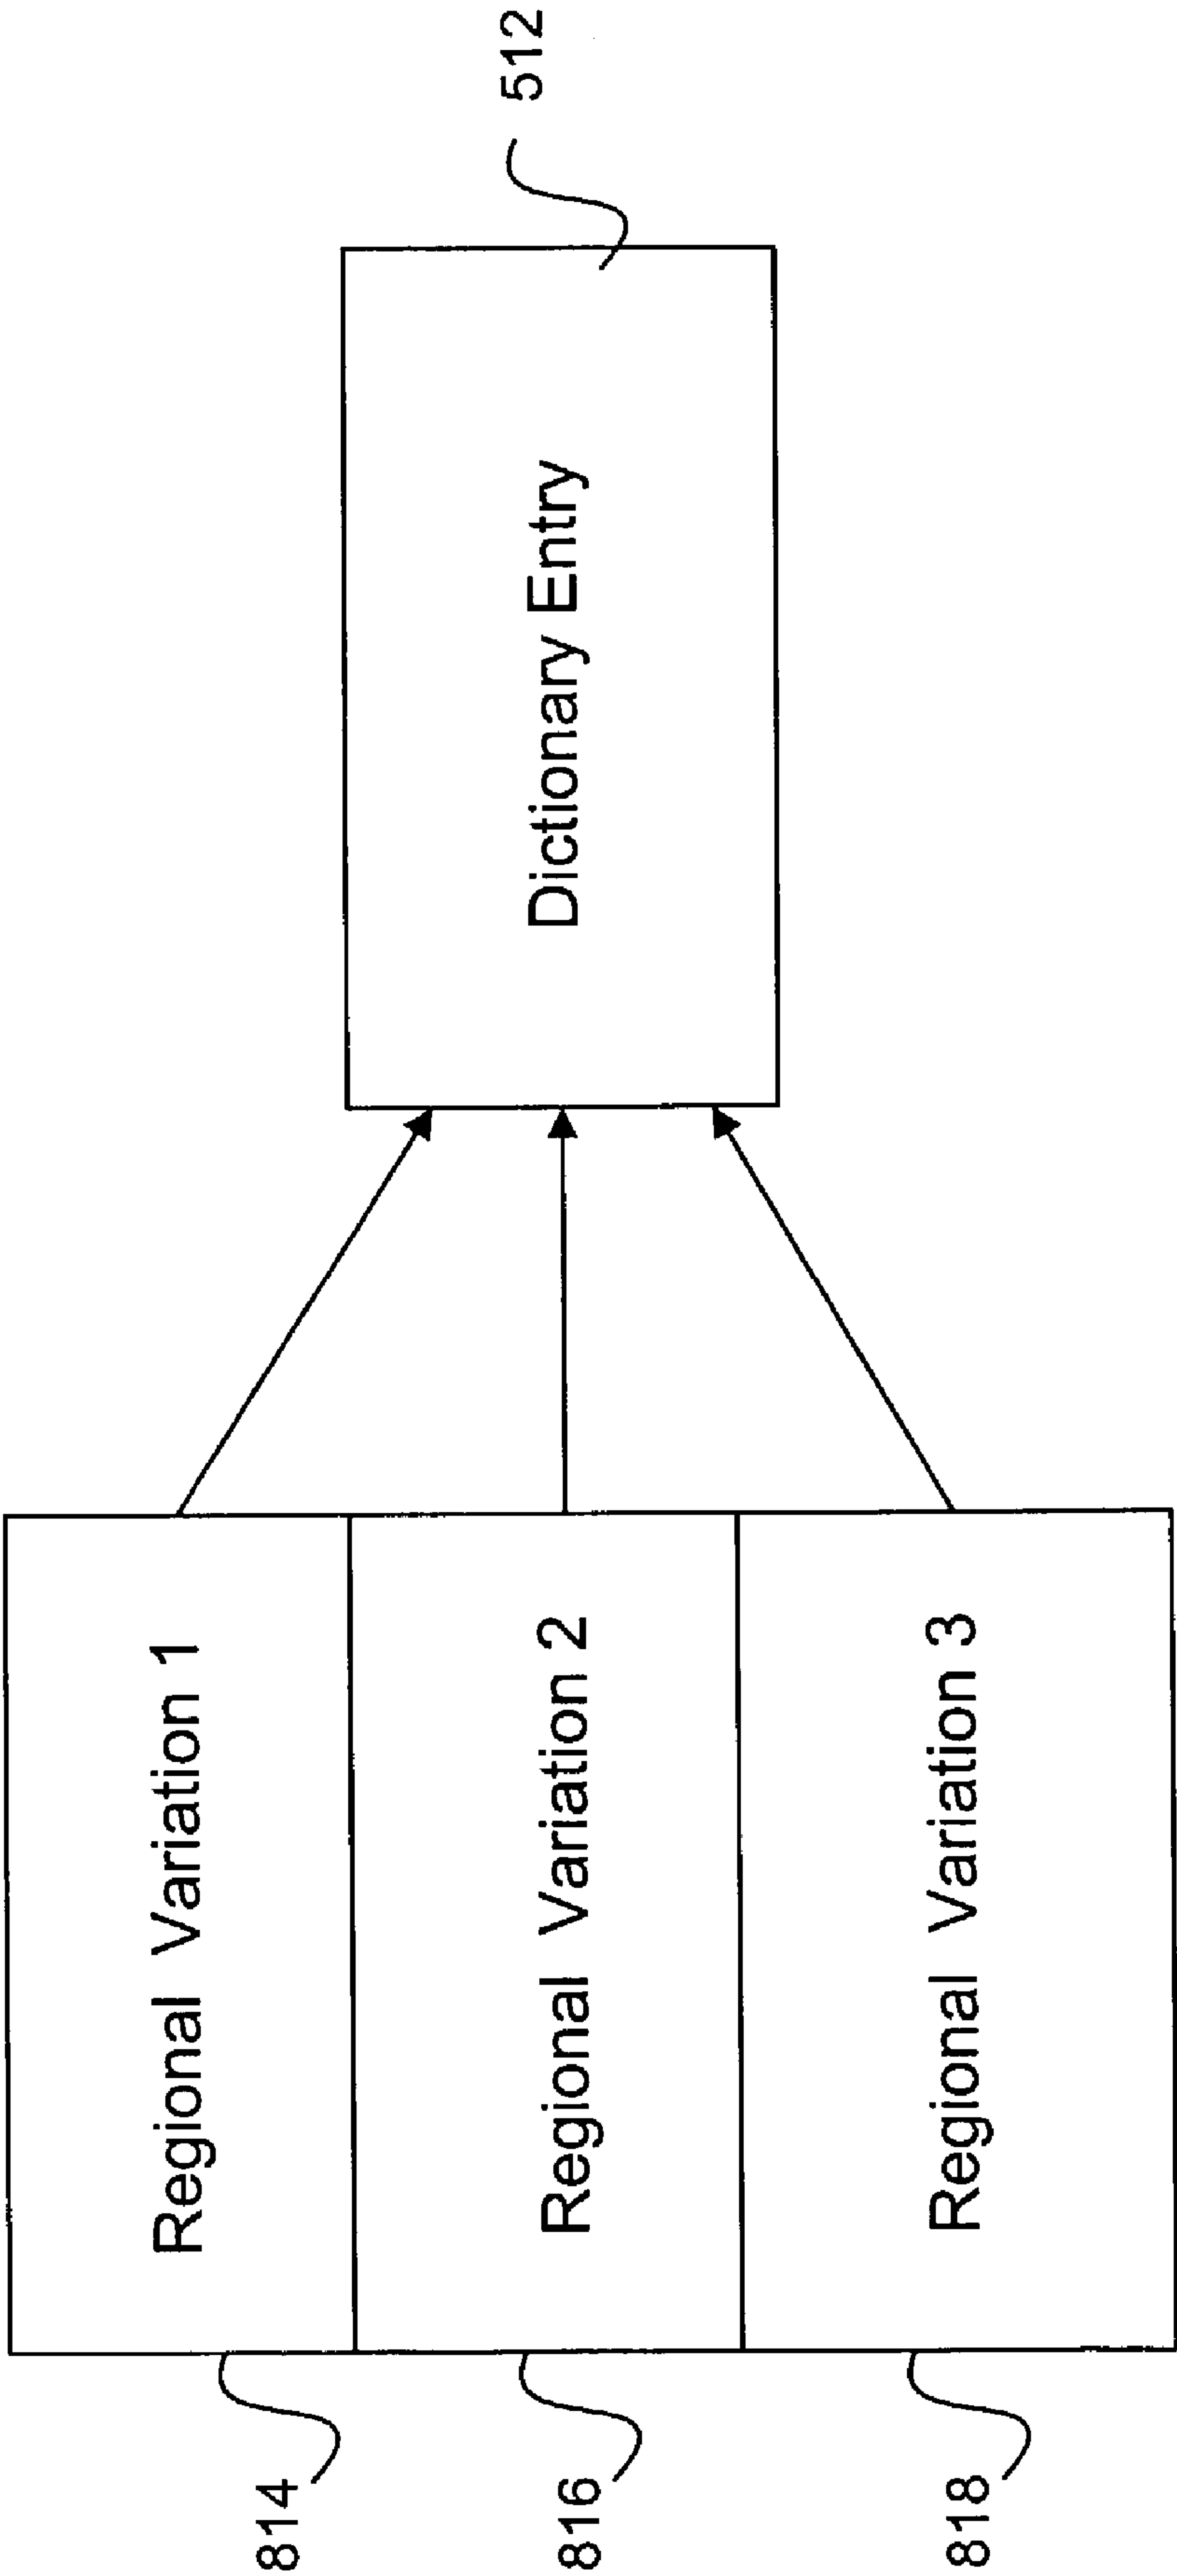 814
Regional Variation 1
816
Regional Variation 2
818
Regional Variation 3
Dictionary Entry
512